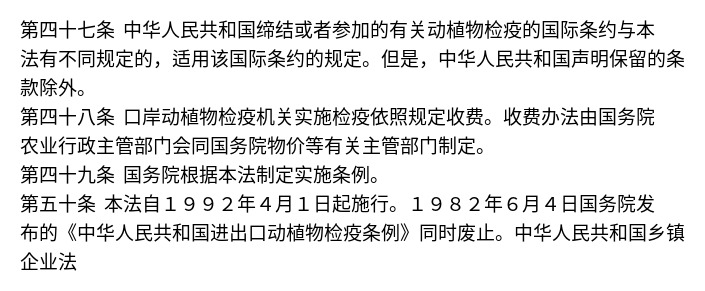 第四十七条 中华人民共和国缔结或者参加的有关动植物检疫的国际条约与本
法有不同规定的，适用该国际条约的规定。但是，中华人民共和国声明保留的条
款除外。
第四十八条 口岸动植物检疫机关实施检疫依照规定收费。收费办法由国务院
农业行政主管部门会同国务院物价等有关主管部门制定。
第四十九条 国务院根据本法制定实施条例。
第五十条 本法自１９９２年４月１日起施行。１９８２年６月４日国务院发
布的《中华人民共和国进出口动植物检疫条例》同时废止。中华人民共和国乡镇
企业法